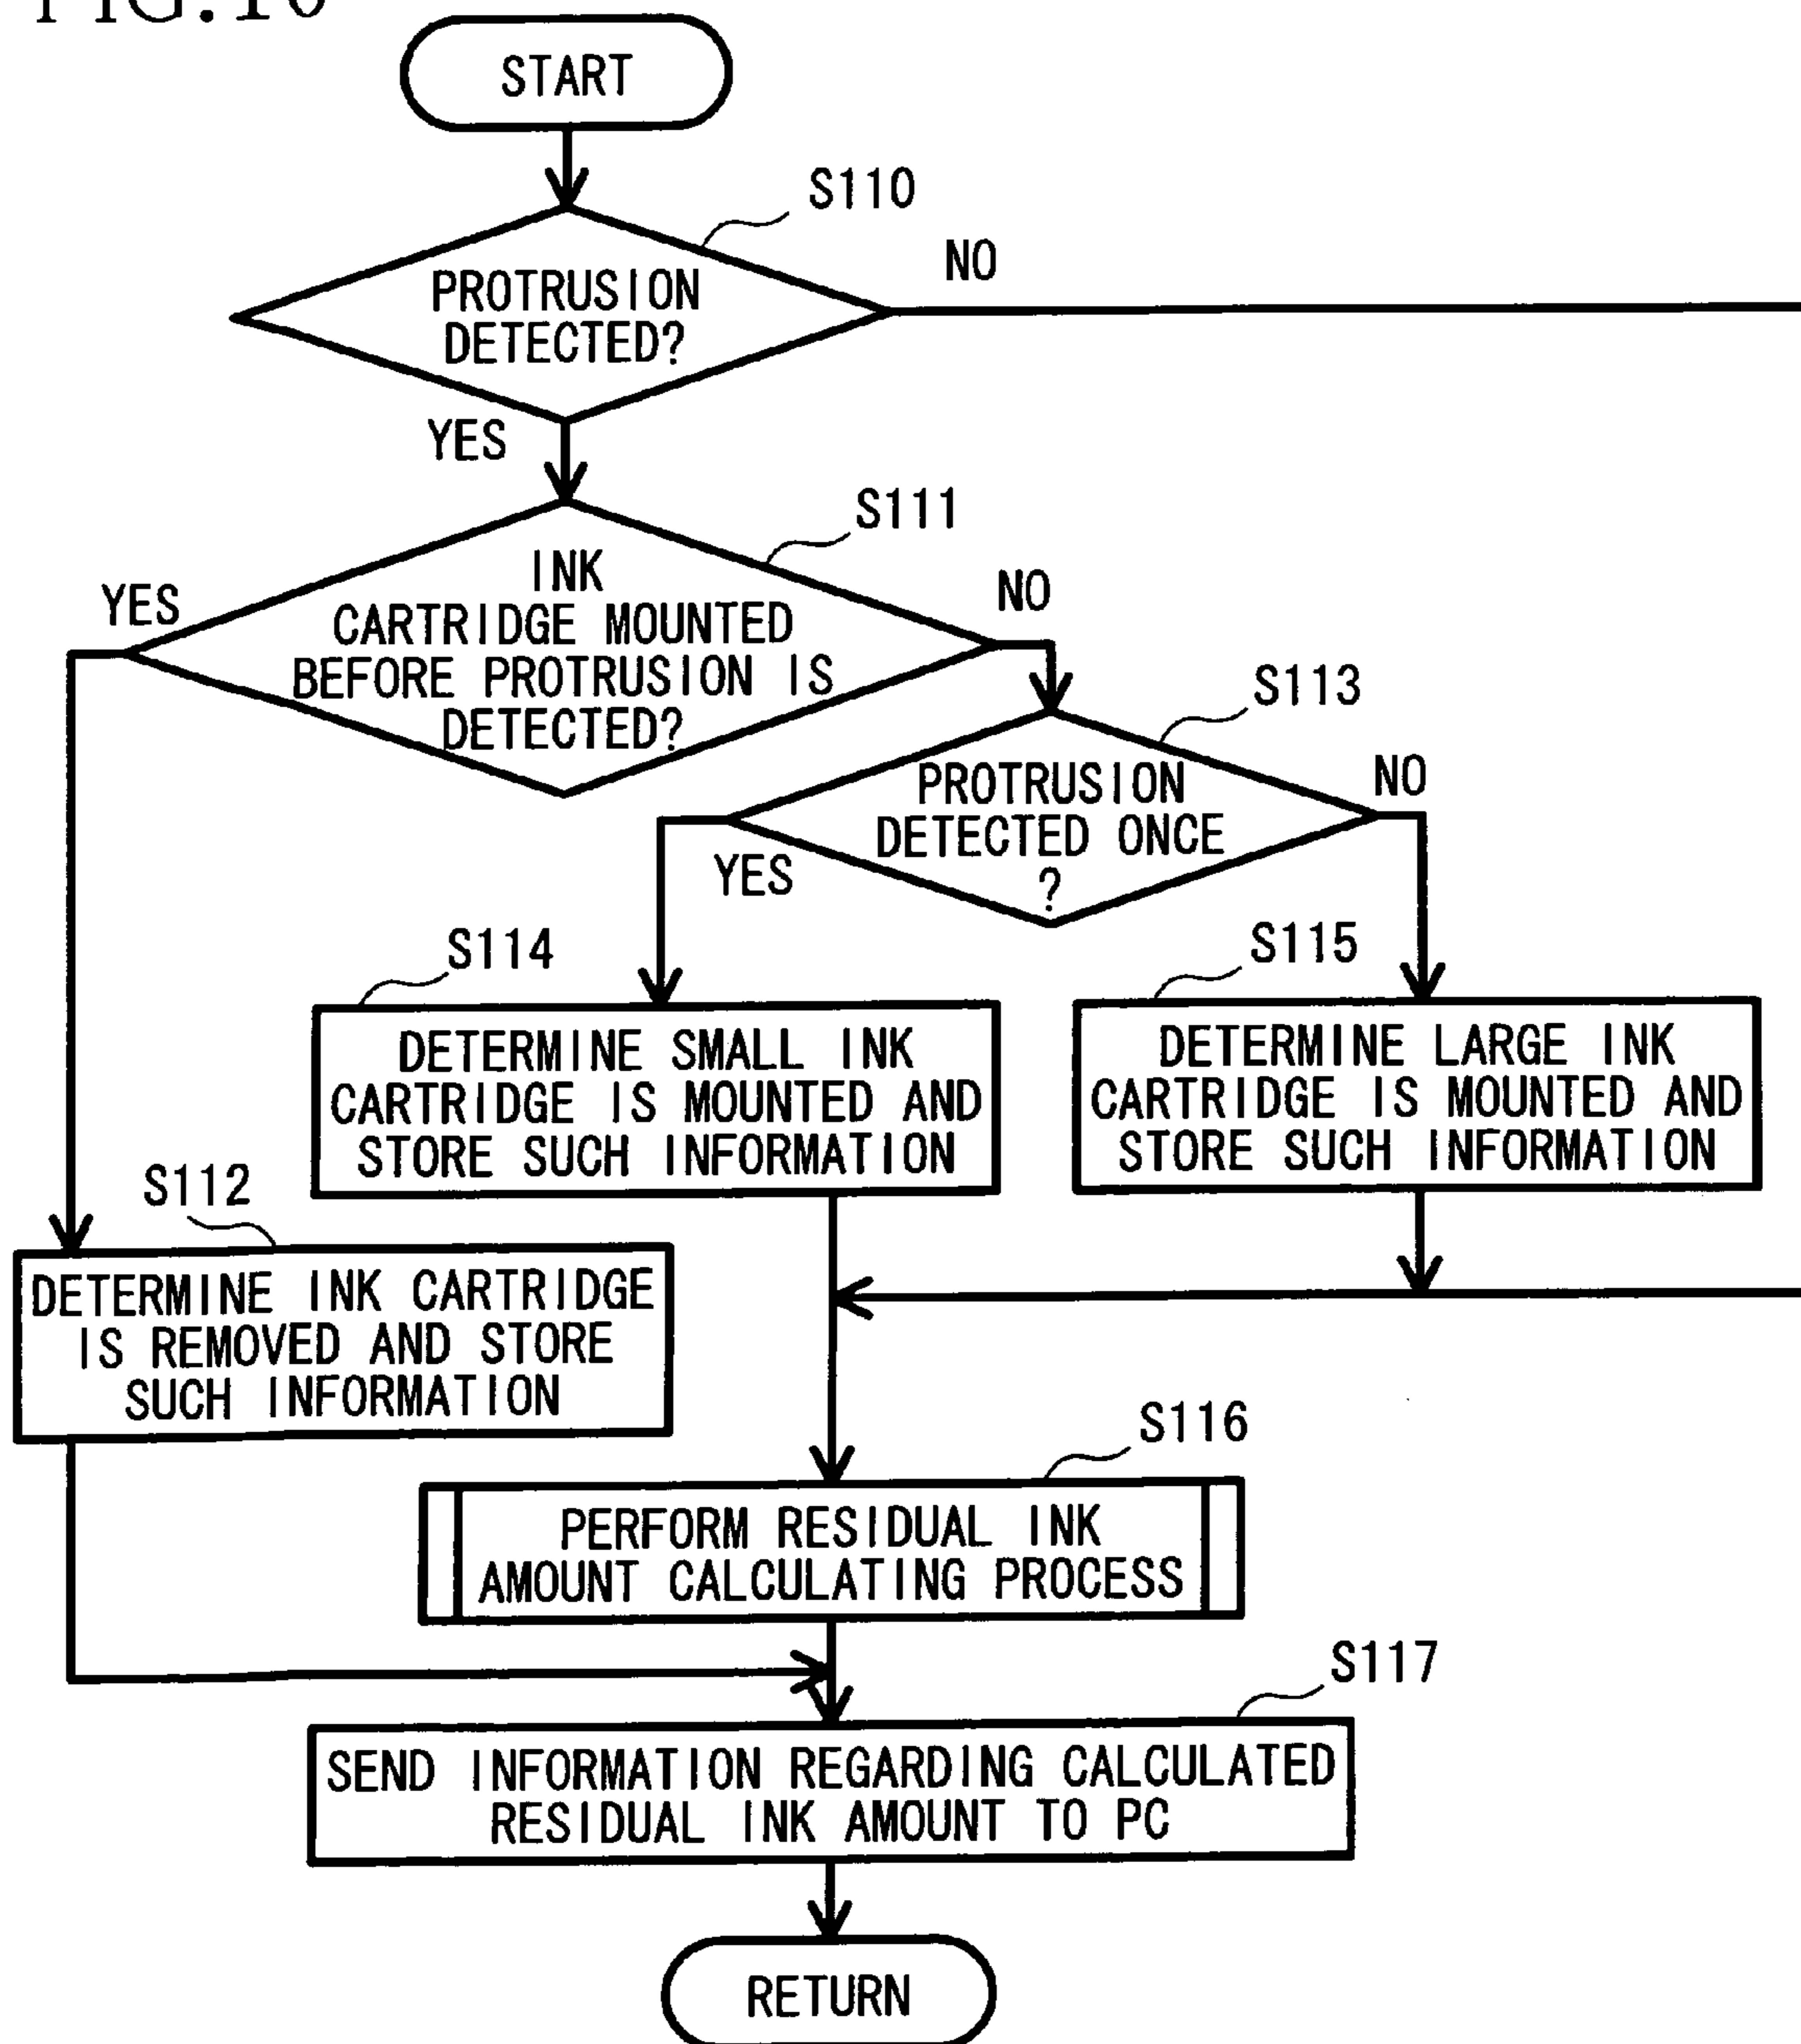 START
S110
PROTRUSION
DETECTED?
NO
YES
S111
INK
CARTRIDGE MOUNTED
BEFORE PROTRUSION IS
DETECTED?
YES
NO
S113
PROTRUSION
DETECTED ONCE
?
YES
NO
S114
DETERMINE SMALL INK
CARTRIDGE IS MOUNTED AND
STORE SUCH INFORMATION
S115
DETERMINE LARGE INK
CARTRIDGE IS MOUNTED AND
STORE SUCH INFORMATION
S112
DETERMINE INK CARTRIDGE
IS REMOVED AND STORE
SUCH INFORMATION
S116
PERFORM RESIDUAL INK
AMOUNT CALCULATING PROCESS
S117
SEND INFORMATION REGARDING CALCULATED
RESIDUAL INK AMOUNT TO PC
RETURN